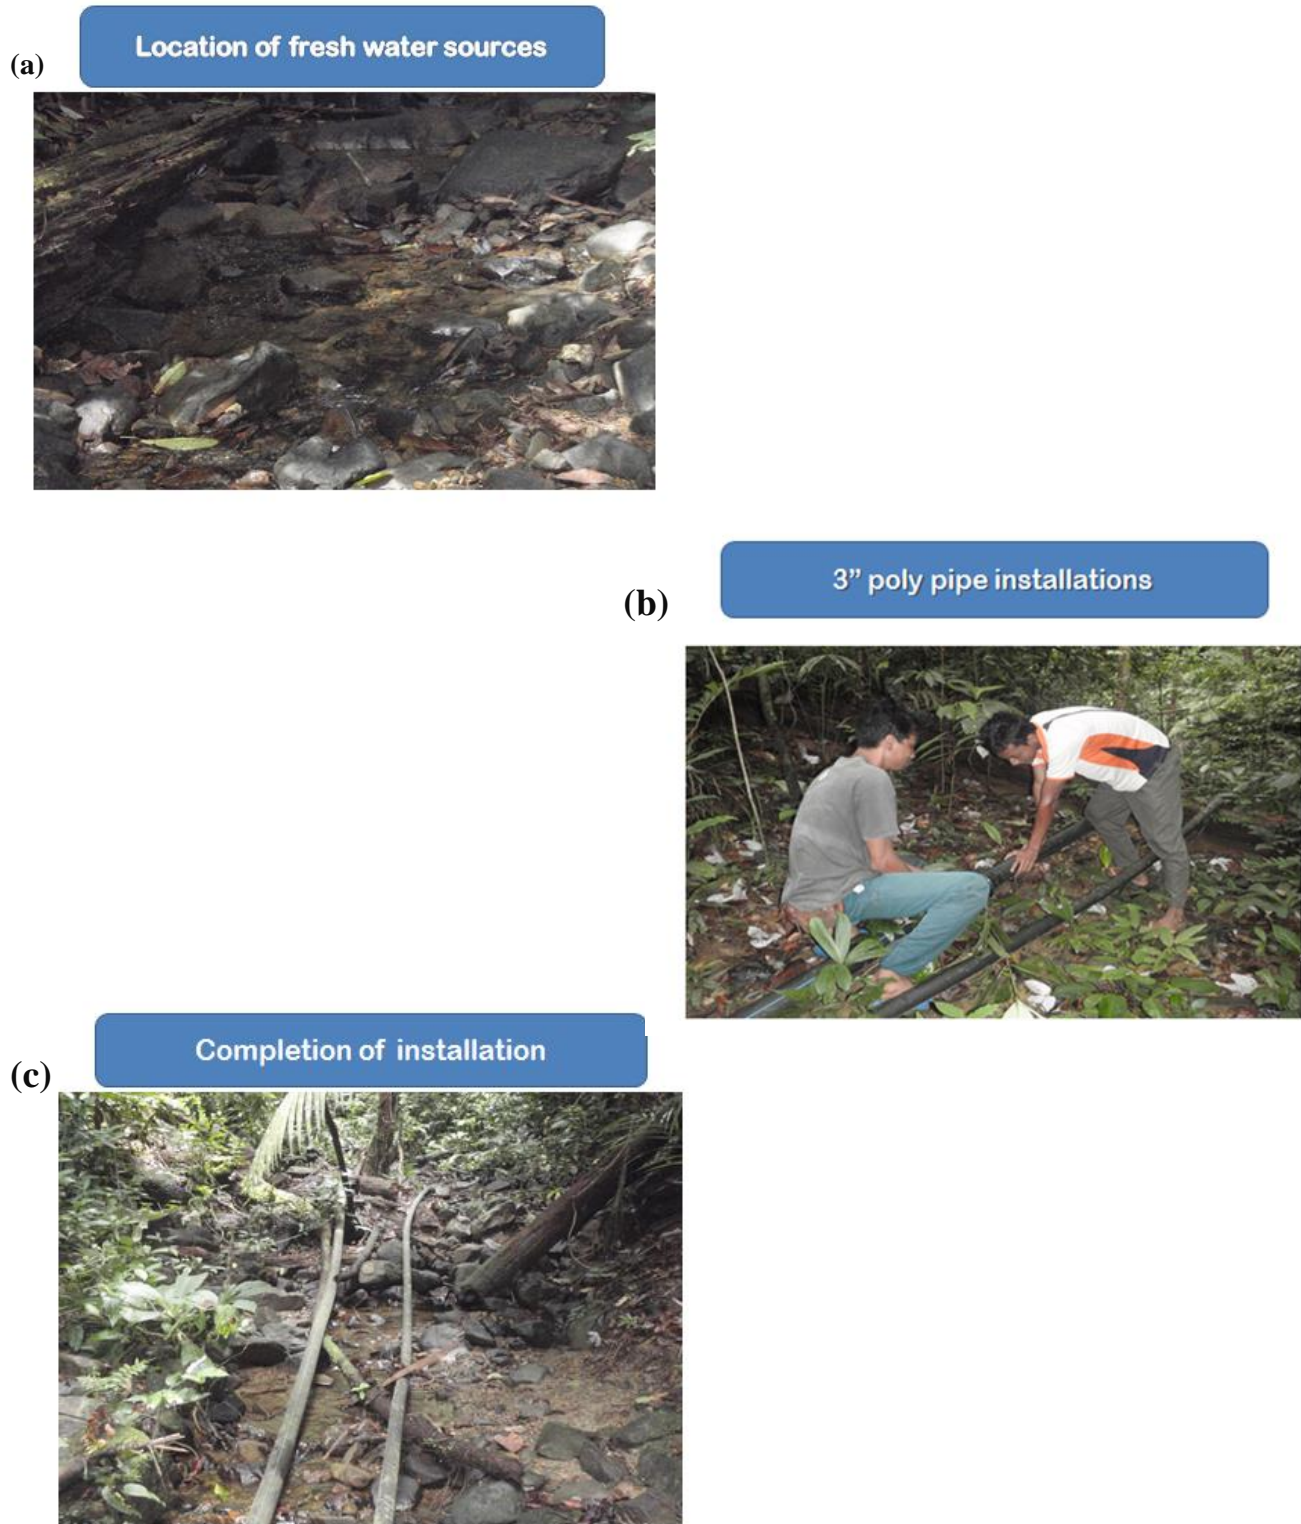 Location of fresh water sources
(a)
3” poly pipe installations
(b)
Completion of installation
(c)